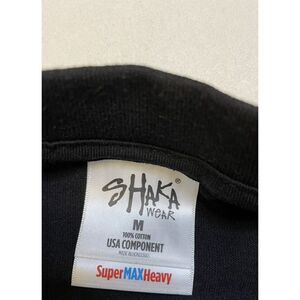 SHAKA®
WEAR
M
100% COTTON
USA COMPONENT
SuperMAXHeavy